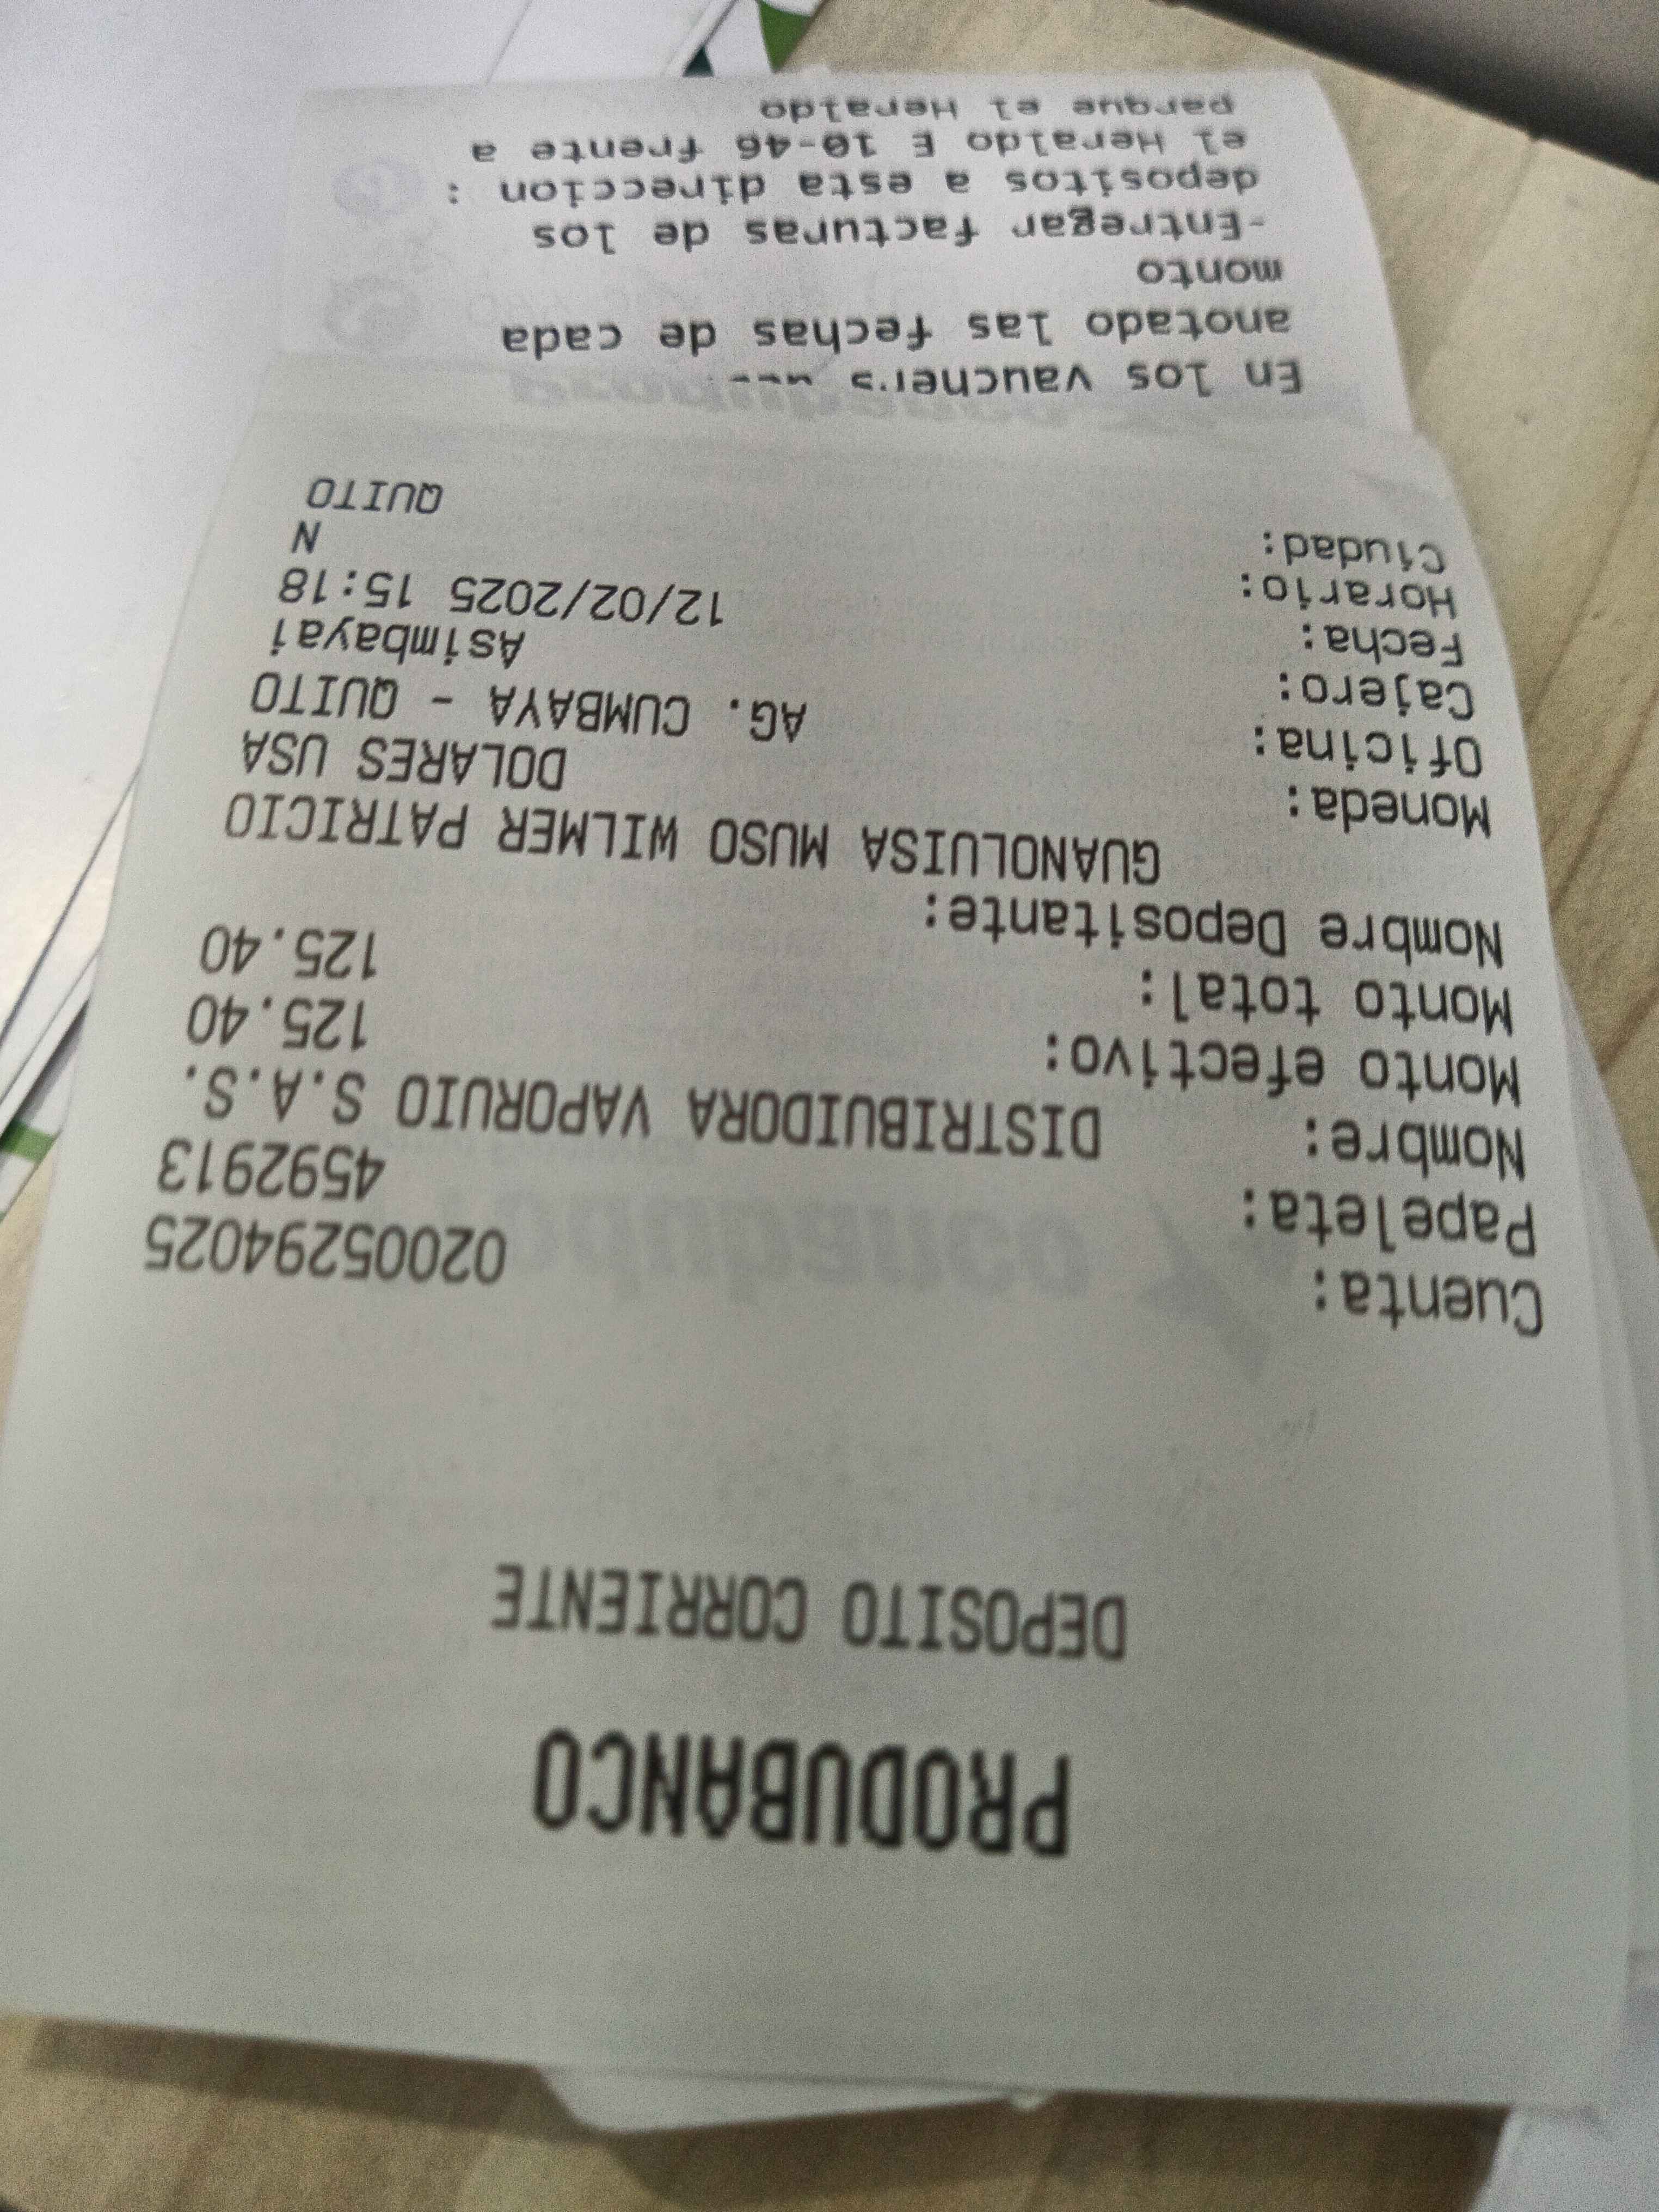 PRODUBANCO
DEPOSITO CORRIENTE
Cuenta: 02005294025
Papeleta: 4592913
Nombre: DISTRIBUIDORA VAPORUIO S.A.S.
Monto efectivo: 125.40
Monto total: 125.40
Nombre Depositante:
GUANOLUISA MUSO WILMER PATRICIO
Moneda: DOLARES USA
Oficina: AG. CUMBAYA - QUITO
Cajero: Asimbayai
Fecha: 12/02/2025 15:18
Horario: N
Ciudad: QUITO
En los vauchers
anotado las fechas de cada
monto
-Entregar facturas de los
depositos a esta direccion :
el Heraldo E 10-46 frente a
parque el Heraldo